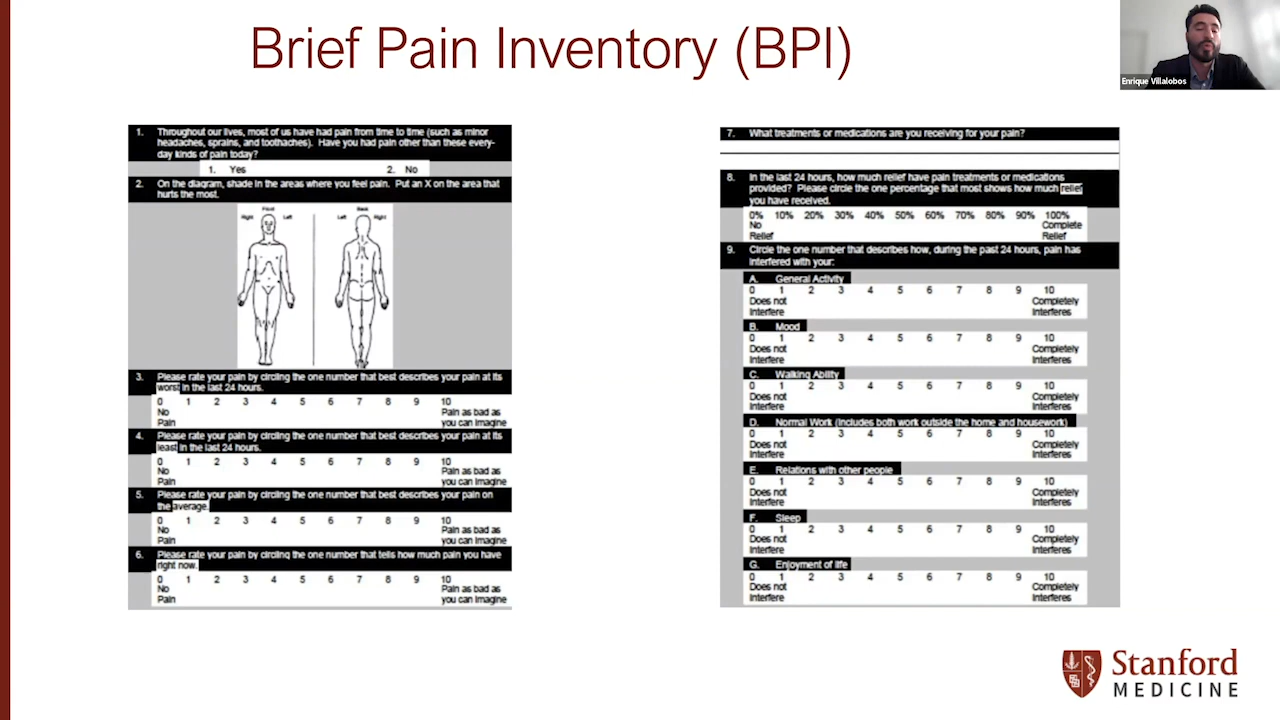 Brief Pain Inventory (BPI)
Enrique Villalobos
1. Throughout our lives, most of us have had pain from time to time (such as minor
headaches, sprains, and toothaches). Have you had pain other than these every-
day kinds of pain today?
1. Yes 2. No
2. On the diagram, shade in the areas where you feel pain. Put an X on the area that
hurts the most.
Front Back
Right Left Left Right
3. Please rate your pain by circling the one number that best describes your pain at its
worst in the last 24 hours.
0 1 2 3 4 5 6 7 8 9 10
No Pain as bad as
Pain you can imagine
4. Please rate your pain by circling the one number that best describes your pain at its
least in the last 24 hours.
0 1 2 3 4 5 6 7 8 9 10
No Pain as bad as
Pain you can imagine
5. Please rate your pain by circling the one number that best describes your pain on
the average.
0 1 2 3 4 5 6 7 8 9 10
No Pain as bad as
Pain you can imagine
6. Please rate your pain by circling the one number that tells how much pain you have
right now.
0 1 2 3 4 5 6 7 8 9 10
No Pain as bad as
Pain you can imagine
7. What treatments or medications are you receiving for your pain?
8. In the last 24 hours, how much relief have pain treatments or medications
provided? Please circle the one percentage that most shows how much relief
you have received.
0% 10% 20% 30% 40% 50% 60% 70% 80% 90% 100%
No Complete
Relief Relief
9. Circle the one number that describes how, during the past 24 hours, pain has
interfered with your:
A. General Activity
0 1 2 3 4 5 6 7 8 9 10
Does not Completely
Interfere Interferes
B. Mood
0 1 2 3 4 5 6 7 8 9 10
Does not Completely
Interfere Interferes
C. Walking Ability
0 1 2 3 4 5 6 7 8 9 10
Does not Completely
Interfere Interferes
D. Normal Work (includes both work outside the home and housework)
0 1 2 3 4 5 6 7 8 9 10
Does not Completely
Interfere Interferes
E. Relations with other people
0 1 2 3 4 5 6 7 8 9 10
Does not Completely
Interfere Interferes
F. Sleep
0 1 2 3 4 5 6 7 8 9 10
Does not Completely
Interfere Interferes
G. Enjoyment of life
0 1 2 3 4 5 6 7 8 9 10
Does not Completely
Interfere Interferes
Stanford
MEDICINE